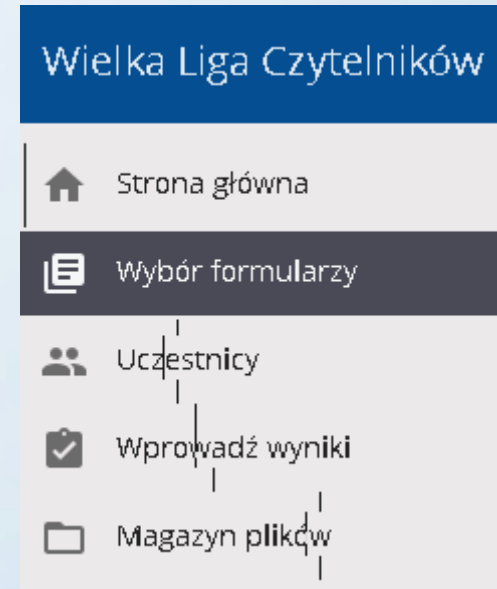 Wielka Liga Czytelników
Strona główna
Wybór formularzy
Uczestnicy
Wprowadź wyniki
Magazyn plików